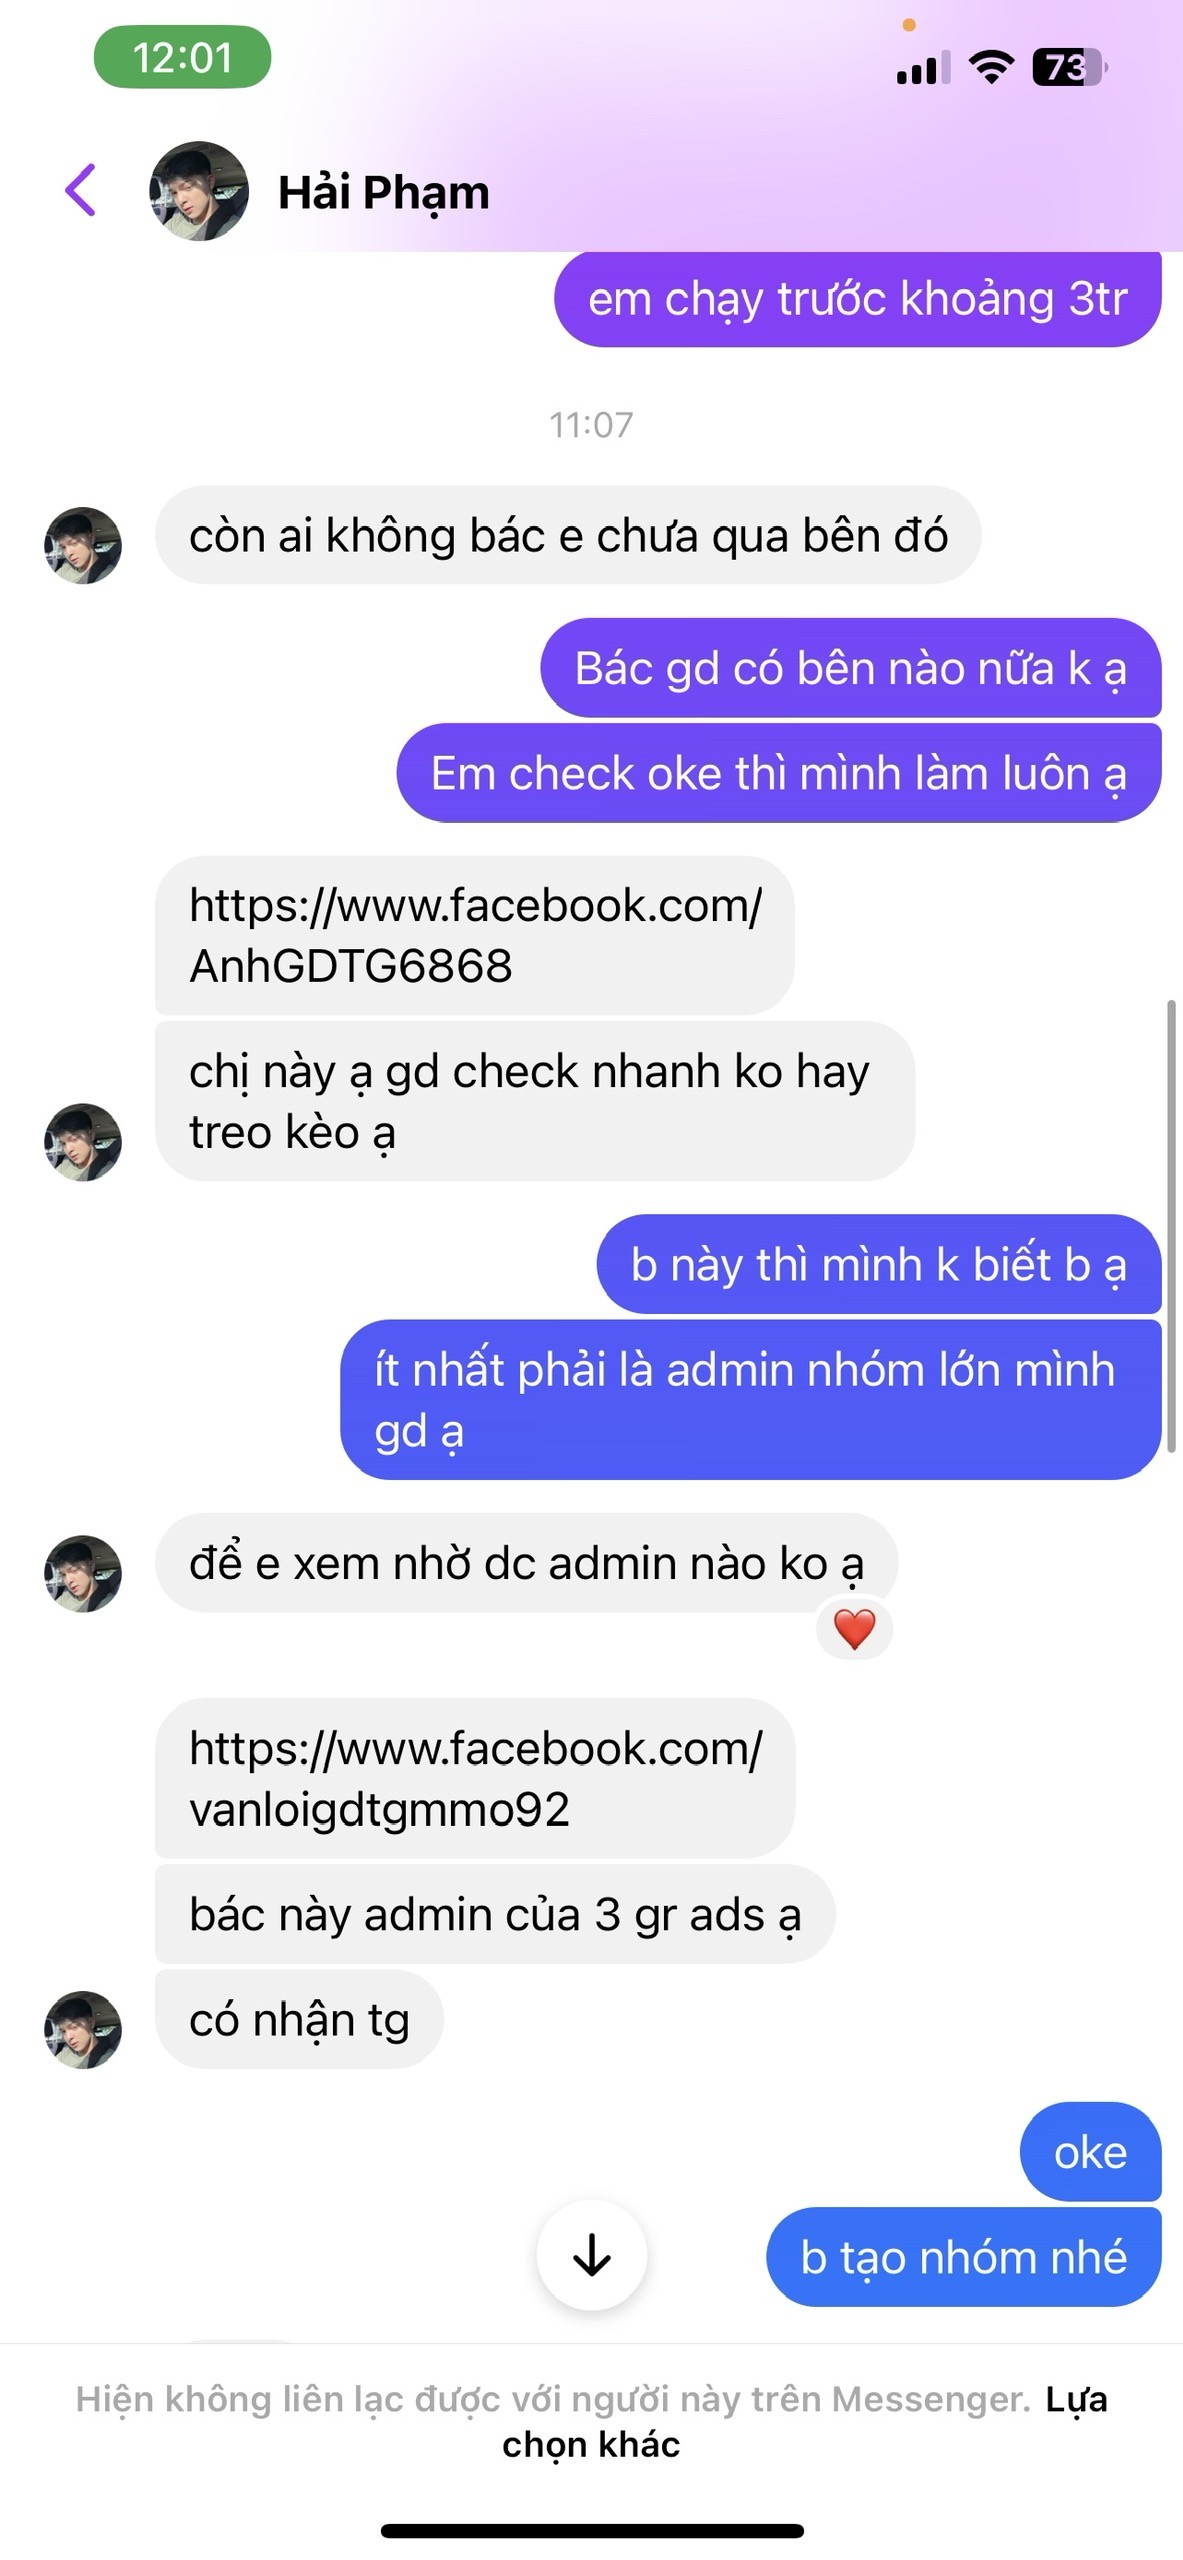 12:01
73
Hải Phạm
em chạy trước khoảng 3tr
11:07
còn ai không bác e chưa qua bên đó
Bác gd có bên nào nữa k ạ
Em check oke thì mình làm luôn ạ
https://www.facebook.com/
AnhGDTG6868
chị này ạ gd check nhanh ko hay
treo kèo ạ
b này thì mình k biết b ạ
ít nhất phải là admin nhóm lớn mình
gd ạ
để e xem nhờ dc admin nào ko ạ
https://www.facebook.com/
vanloigdtgmmo92
bác này admin của 3 gr ads ạ
có nhận tg
oke
b tạo nhóm nhé
Hiện không liên lạc được với người này trên Messenger. Lựa
chọn khác